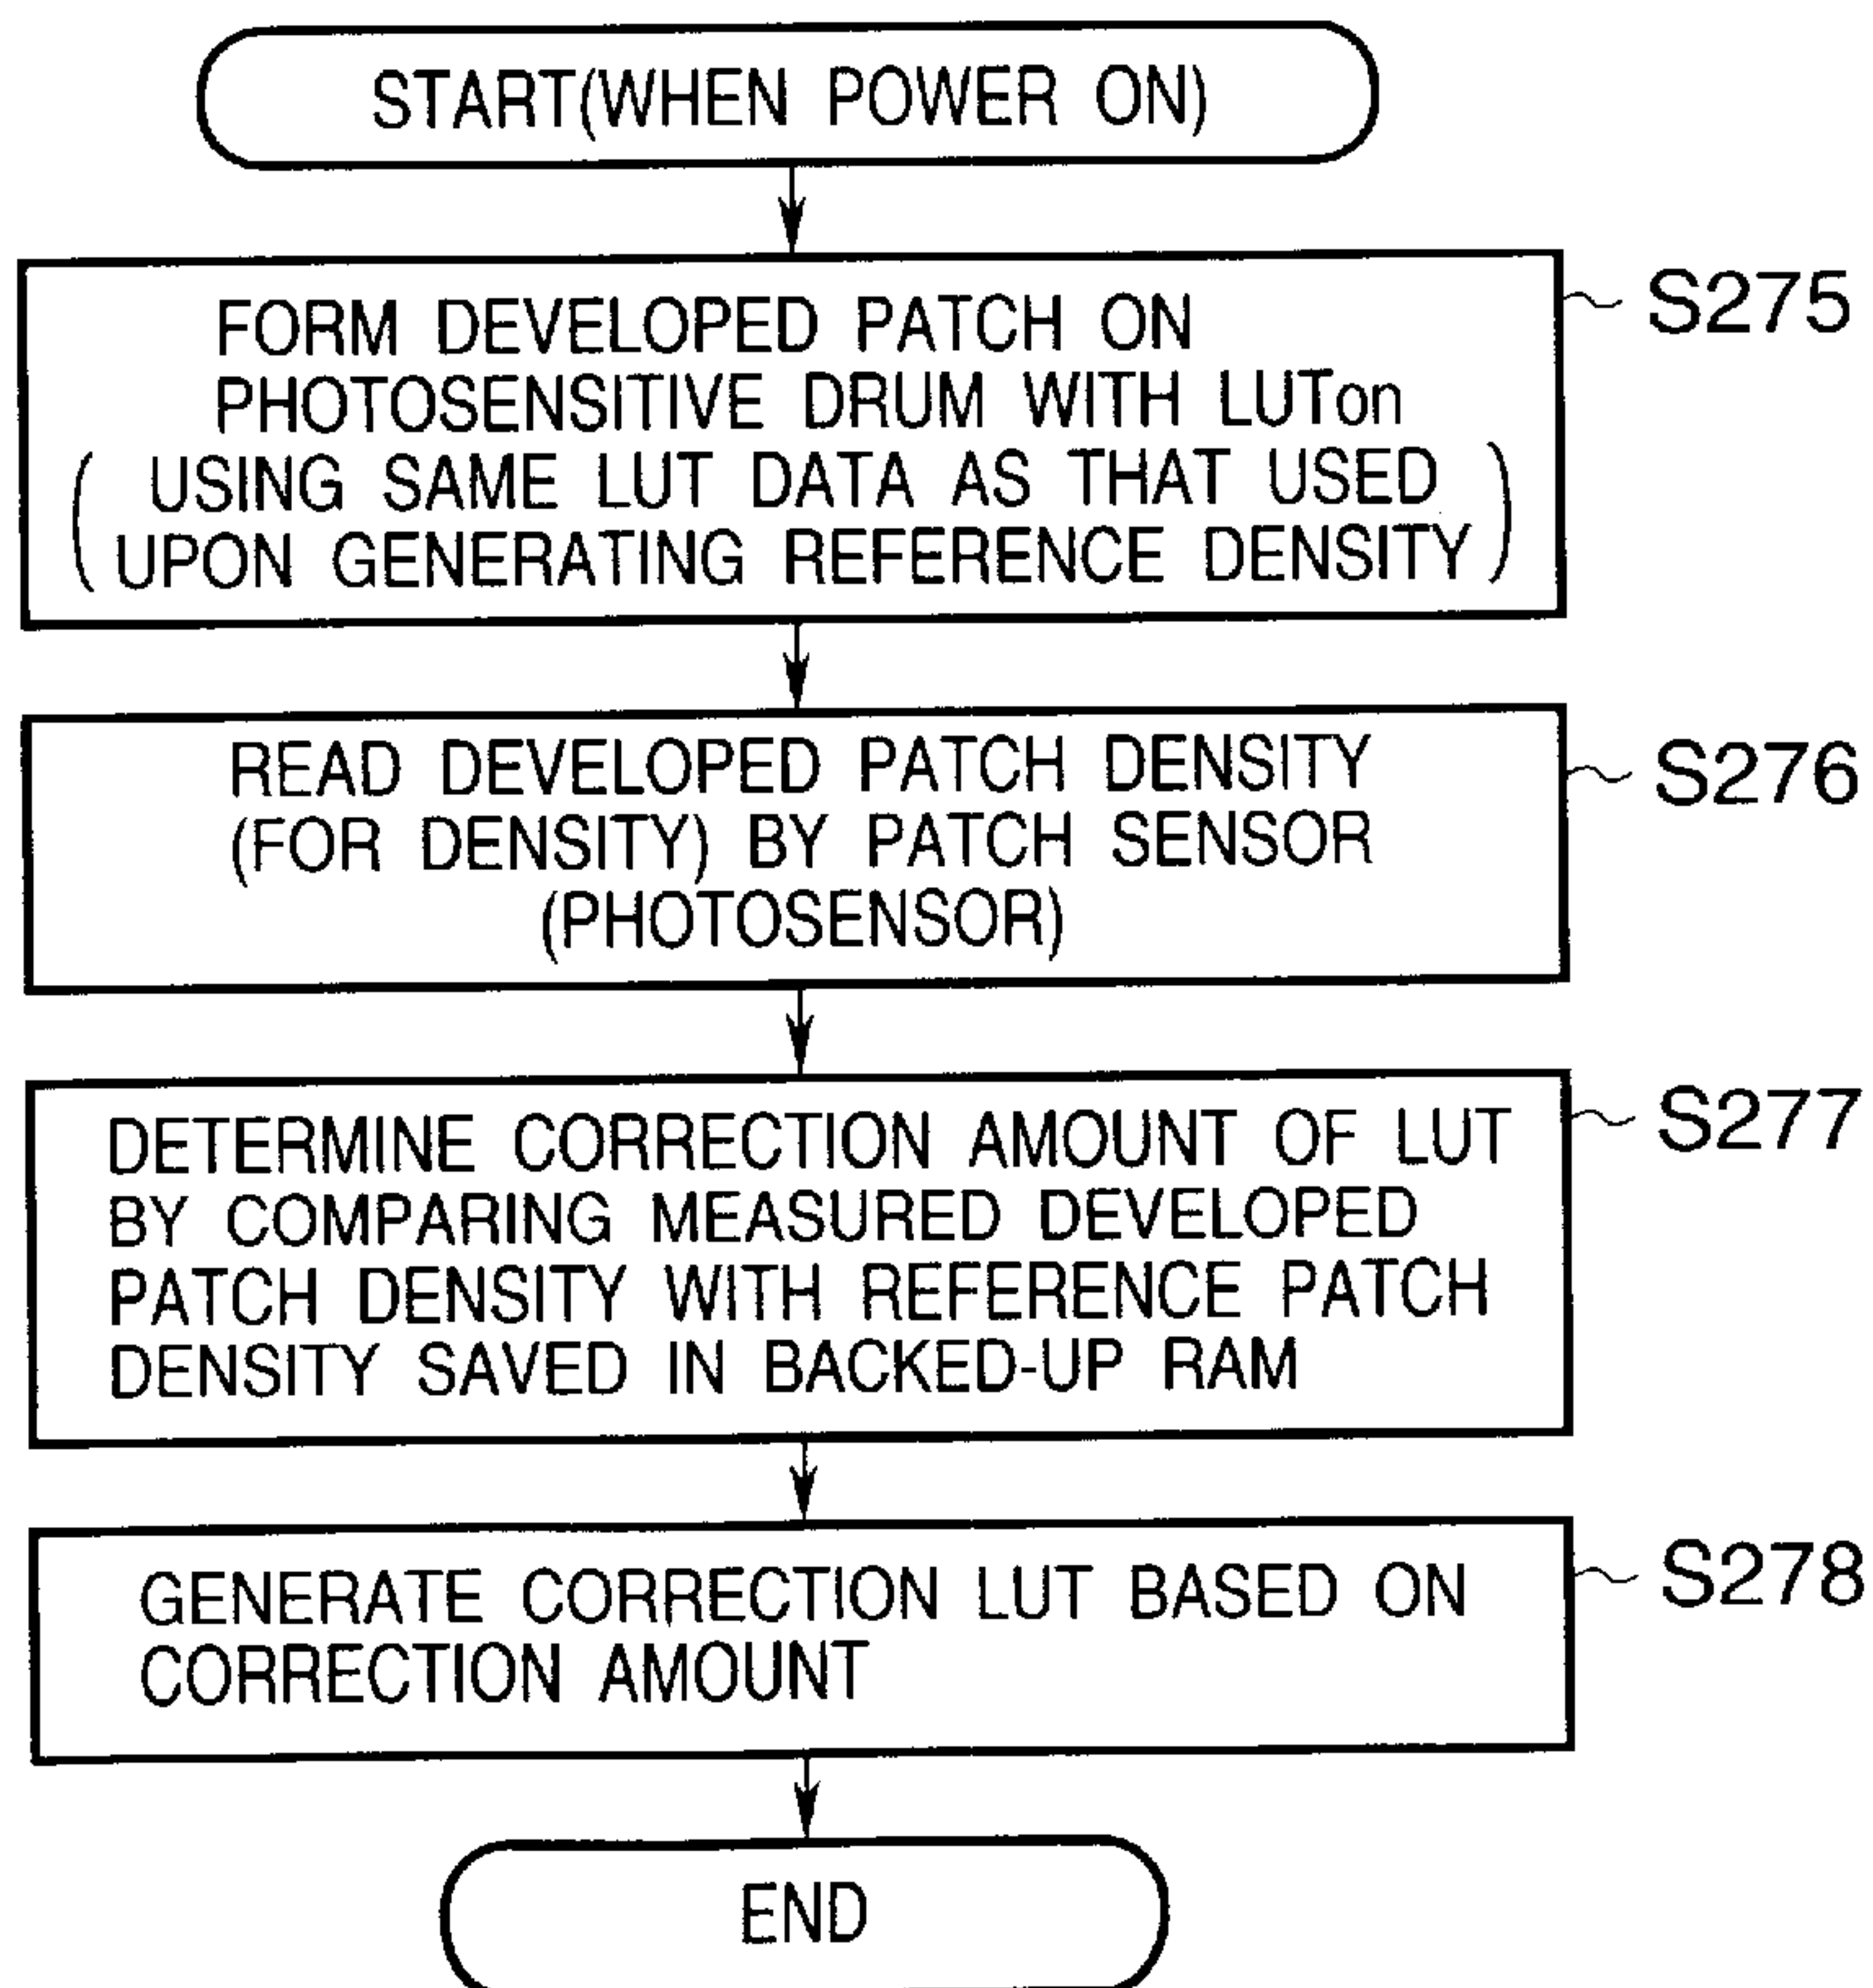 START(WHEN POWER ON)
FORM DEVELOPED PATCH ON
PHOTOSENSITIVE DRUM WITH LUTon
(USING SAME LUT DATA AS THAT USED
UPON GENERATING REFERENCE DENSITY)
S275
READ DEVELOPED PATCH DENSITY
(FOR DENSITY) BY PATCH SENSOR
(PHOTOSENSOR)
S276
DETERMINE CORRECTION AMOUNT OF LUT
BY COMPARING MEASURED DEVELOPED
PATCH DENSITY WITH REFERENCE PATCH
DENSITY SAVED IN BACKED-UP RAM
S277
GENERATE CORRECTION LUT BASED ON
CORRECTION AMOUNT
S278
END